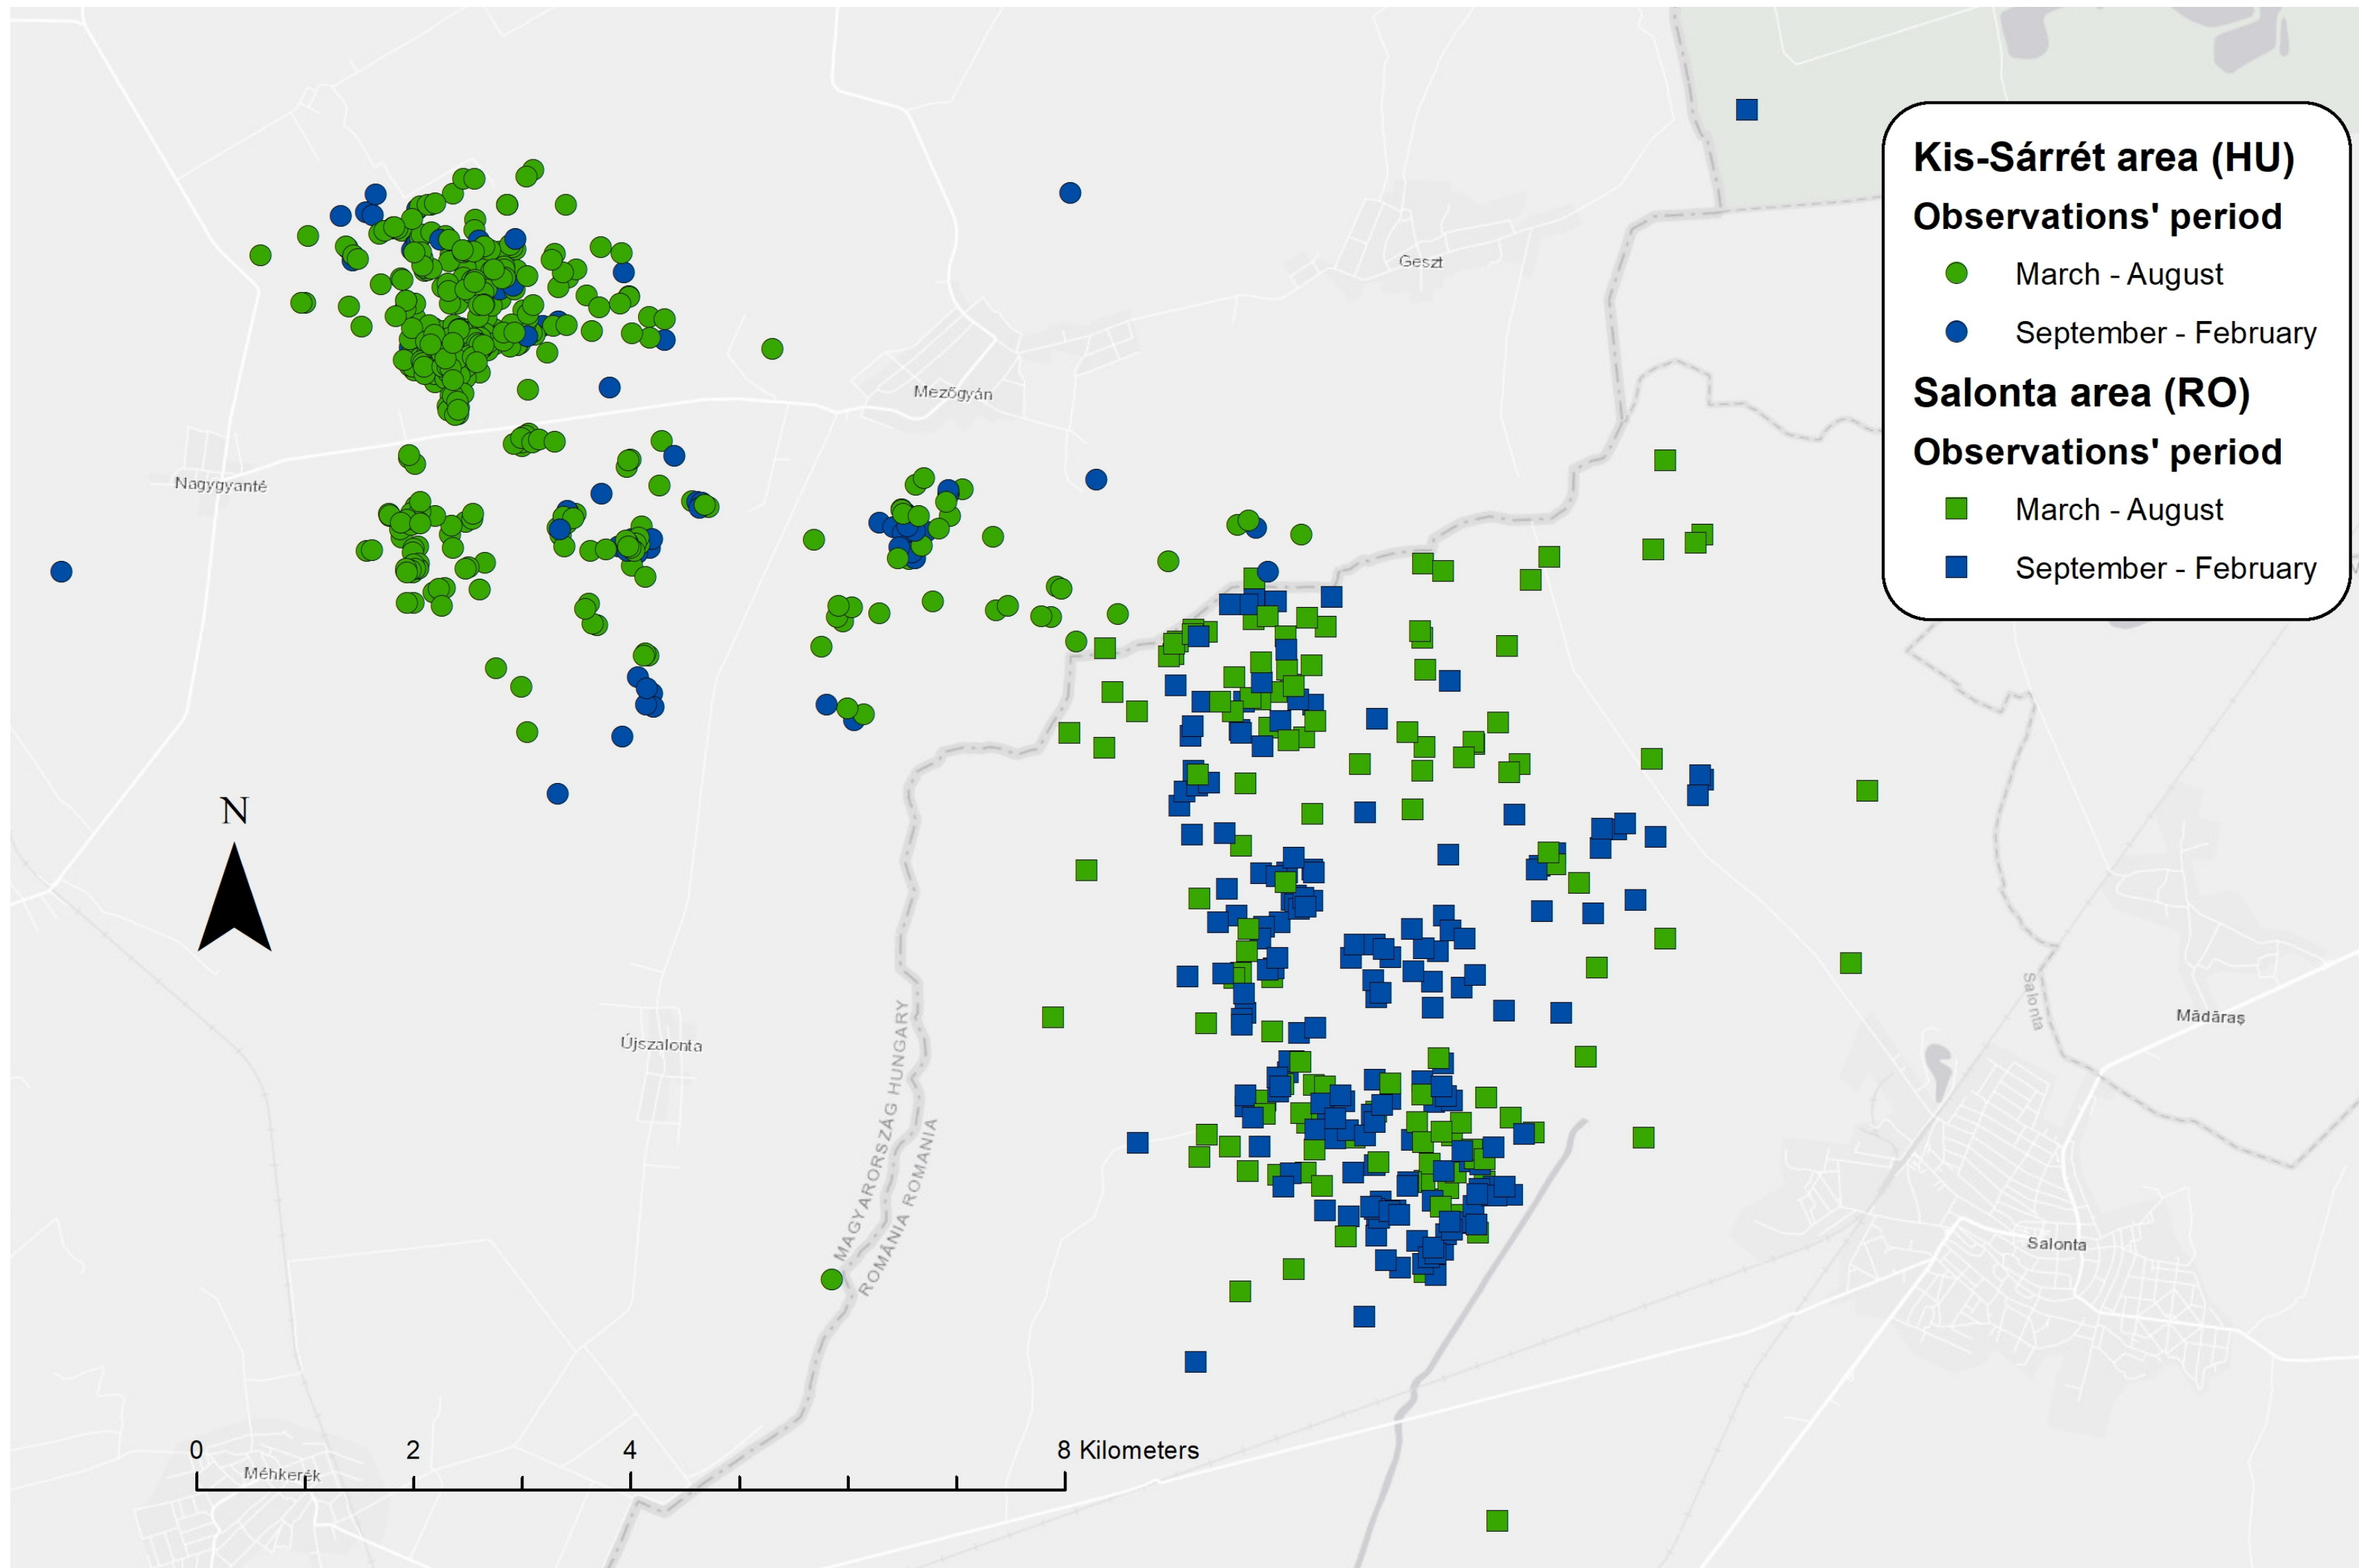 Kis-Sárrét area (HU)
Observations' period
March - August
September - February
Salonta area (RO)
Observations' period
March - August
September - February
Geszt
Mezőgyán
Nagygyanté
N
Újszalonta
MAGYARORSZÁG HUNGARY
ROMÂNIA ROMANIA
Salonta
Mădăraș
Salonta
Méhkerék
0 2 4 8 Kilometers